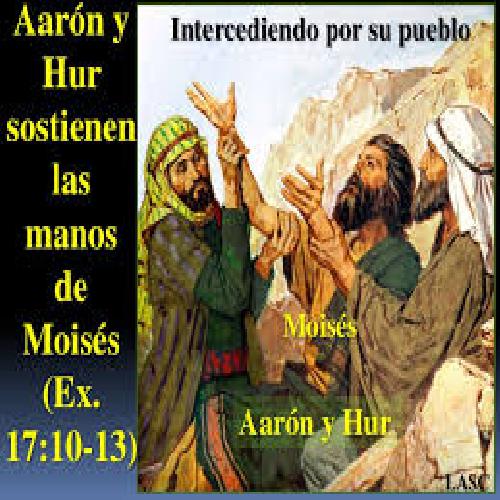 Aarón y
Hur
sostienen
las
manos
de
Moisés
(Ex.
17:10-13)
Intercediendo por su pueblo
Moisés
Aarón y Hur
LASC